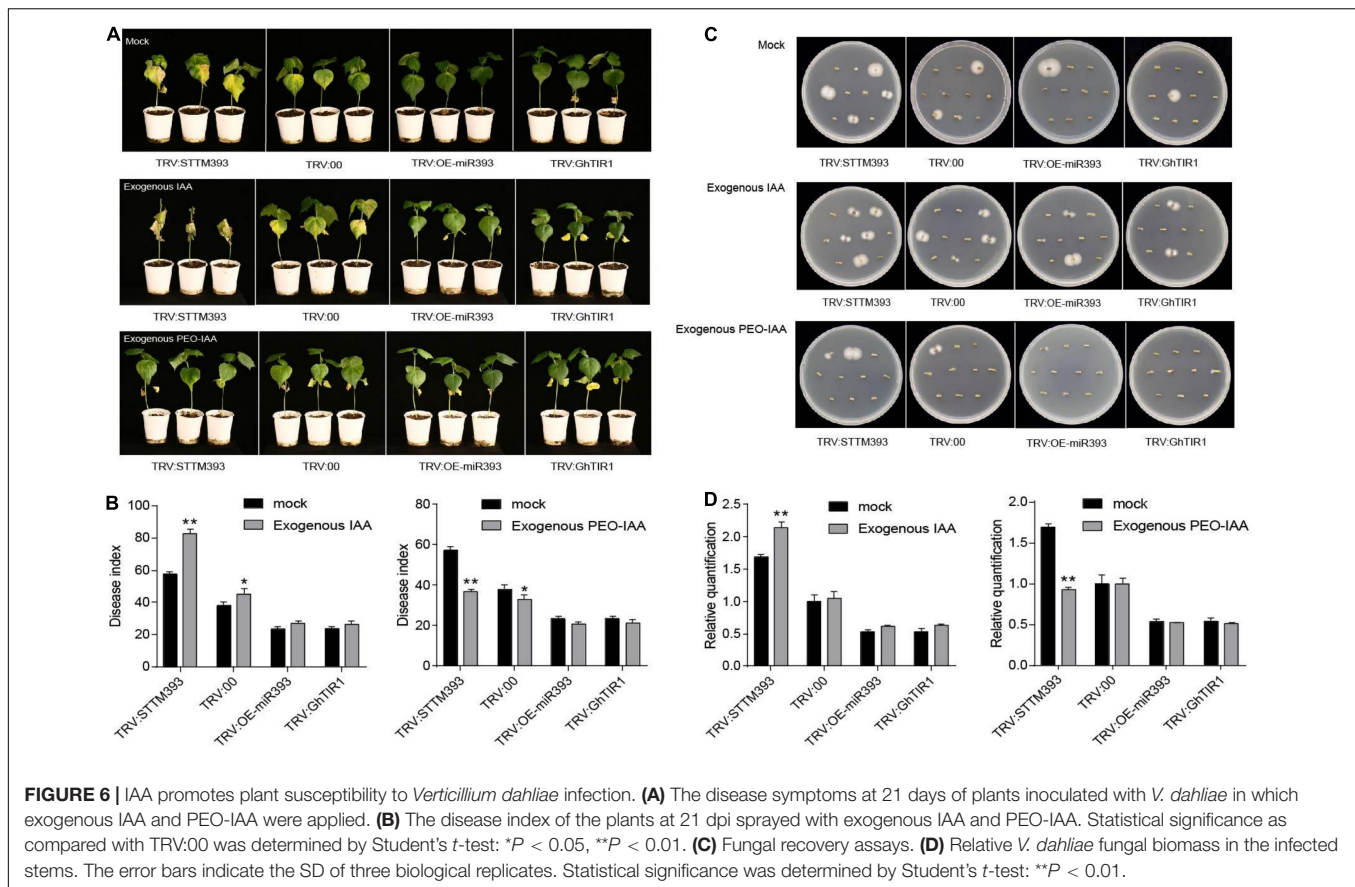 A
Mock
TRV:STTM393 TRV:00 TRV:OE-miR393 TRV:GhTIR1
Exogenous IAA
TRV:STTM393 TRV:00 TRV:OE-miR393 TRV:GhTIR1
Exogenous PEO-IAA
TRV:STTM393 TRV:00 TRV:OE-miR393 TRV:GhTIR1
C
Mock
TRV:STTM393 TRV:00 TRV:OE-miR393 TRV:GhTIR1
Exogenous IAA
TRV:STTM393 TRV:00 TRV:OE-miR393 TRV:GhTIR1
Exogenous PEO-IAA
TRV:STTM393 TRV:00 TRV:OE-miR393 TRV:GhTIR1
B
Disease index
100
80
60
40
20
0
mock
Exogenous IAA
**
*
TRV:STTM393 TRV:00 TRV:OE-miR393 TRV:GhTIR1
Disease index
80
60
40
20
0
mock
Exogenous PEO-IAA
**
*
TRV:STTM393 TRV:00 TRV:OE-miR393 TRV:GhTIR1
D
Relative quantification
2.5
2.0
1.5
1.0
0.5
0.0
mock
Exogenous IAA
**
TRV:STTM393 TRV:00 TRV:OE-miR393 TRV:GhTIR1
Relative quantification
2.0
1.5
1.0
0.5
0.0
mock
Exogenous PEO-IAA
**
TRV:STTM393 TRV:00 TRV:OE-miR393 TRV:GhTIR1
FIGURE 6 | IAA promotes plant susceptibility to Verticillium dahliae infection. (A) The disease symptoms at 21 days of plants inoculated with V. dahliae in which
exogenous IAA and PEO-IAA were applied. (B) The disease index of the plants at 21 dpi sprayed with exogenous IAA and PEO-IAA. Statistical significance as
compared with TRV:00 was determined by Student's t-test: *P < 0.05, **P < 0.01. (C) Fungal recovery assays. (D) Relative V. dahliae fungal biomass in the infected
stems. The error bars indicate the SD of three biological replicates. Statistical significance was determined by Student's t-test: **P < 0.01.